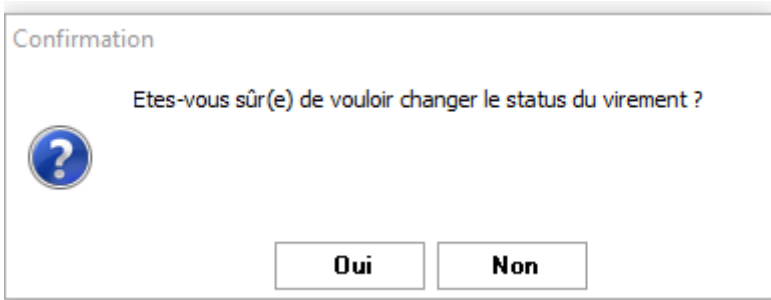 Confirmation
Etes-vous sûr(e) de vouloir changer le status du virement ?
?
Oui
Non